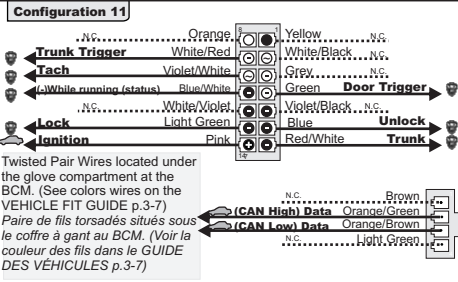 Configuration 11
N.C. Orange 8 1 Yellow N.C.
Trunk Trigger White/Red White/Black N.C.
Tach Violet/White Grey N.C.
(-)While running (status) Blue/White Green Door Trigger
N.C. White/Violet Violet/Black N.C.
Lock Light Green Blue Unlock
Ignition Pink Red/White Trunk
14 7
Twisted Pair Wires located under
the glove compartment at the
BCM. (See colors wires on the
VEHICLE FIT GUIDE p.3-7)
Paire de fils torsadés situés sous
le coffre à gant au BCM. (Voir la
couleur des fils dans le GUIDE
DES VÉHICULES p.3-7)
N.C. Brown
(CAN High) Data Orange/Green
(CAN Low) Data Orange/Brown
N.C. Light Green